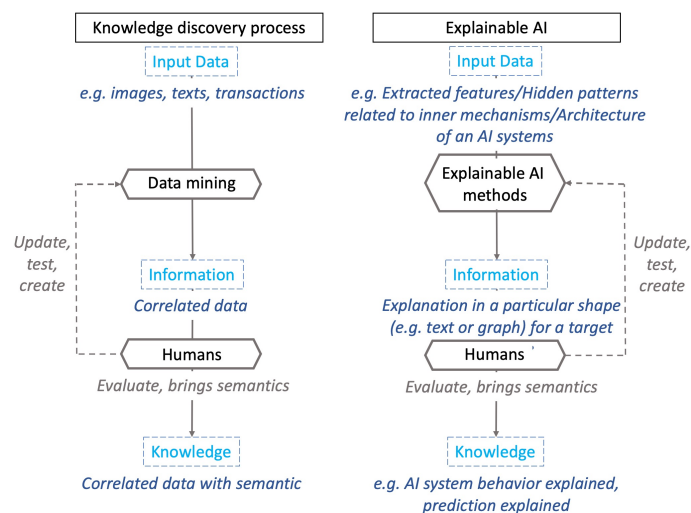 Knowledge discovery process
Input Data
e.g. images, texts, transactions
Data mining
Update,
test,
create
Information
Correlated data
Humans
Evaluate, brings semantics
Knowledge
Correlated data with semantic
Explainable AI
Input Data
e.g. Extracted features/Hidden patterns
related to inner mechanisms/Architecture
of an AI systems
Explainable AI
methods
Update,
test,
create
Information
Explanation in a particular shape
(e.g. text or graph) for a target
Humans
Evaluate, brings semantics
Knowledge
e.g. AI system behavior explained,
prediction explained